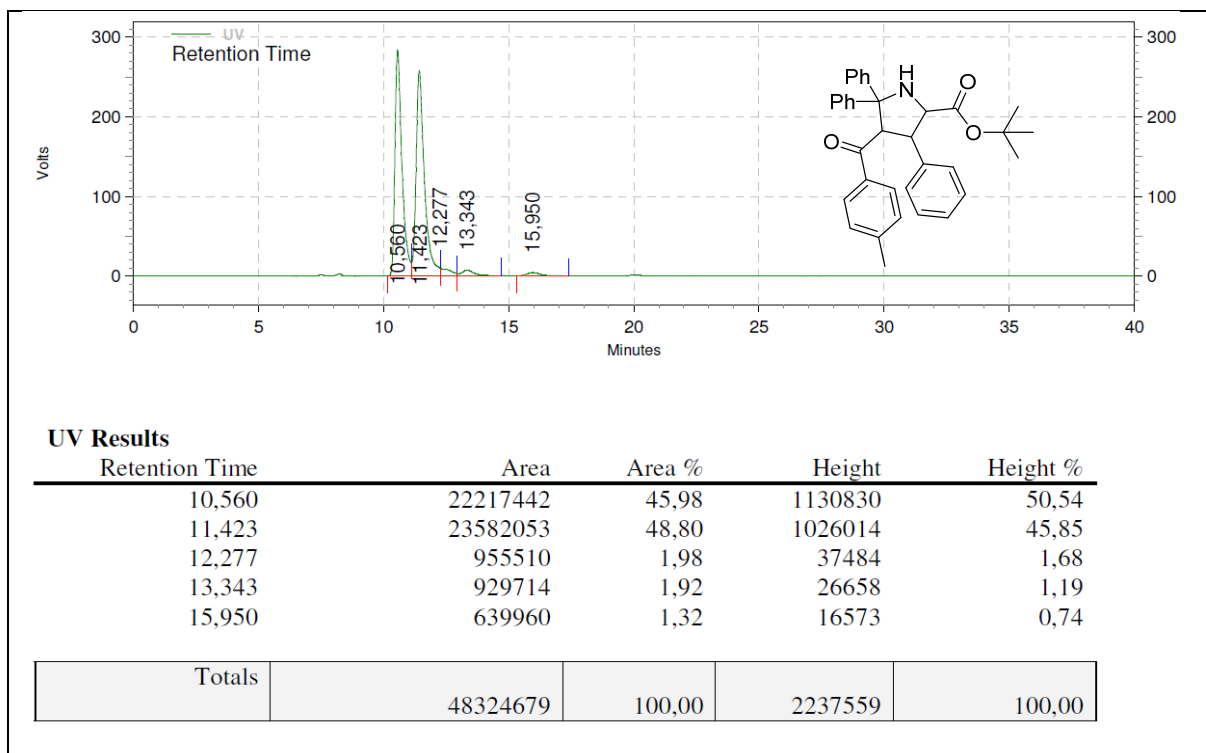 UV
Retention Time
300
200
100
0
Volts
300
200
100
0
10,560
11,423
12,277
13,343
15,950
0 5 10 15 20 25 30 35 40
Minutes
Ph
Ph
H
N
O
O
O
UV Results
Retention Time Area Area % Height Height %
10,560 22217442 45,98 1130830 50,54
11,423 23582053 48,80 1026014 45,85
12,277 955510 1,98 37484 1,68
13,343 929714 1,92 26658 1,19
15,950 639960 1,32 16573 0,74
Totals
48324679 100,00 2237559 100,00